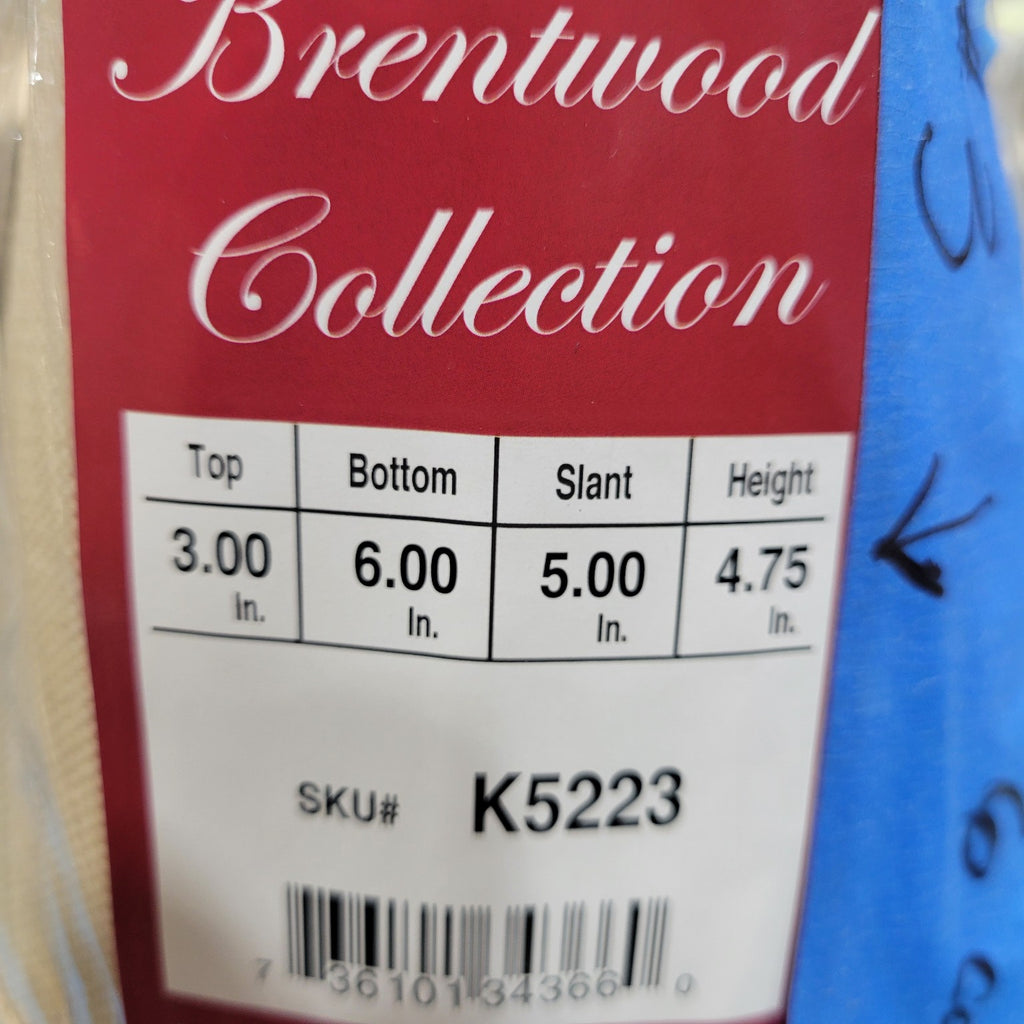 Brentwood
Collection
Top Bottom Slant Height
3.00 6.00 5.00 4.75
In. In. In. In.
SKU# K5223
7 36101 34366 0